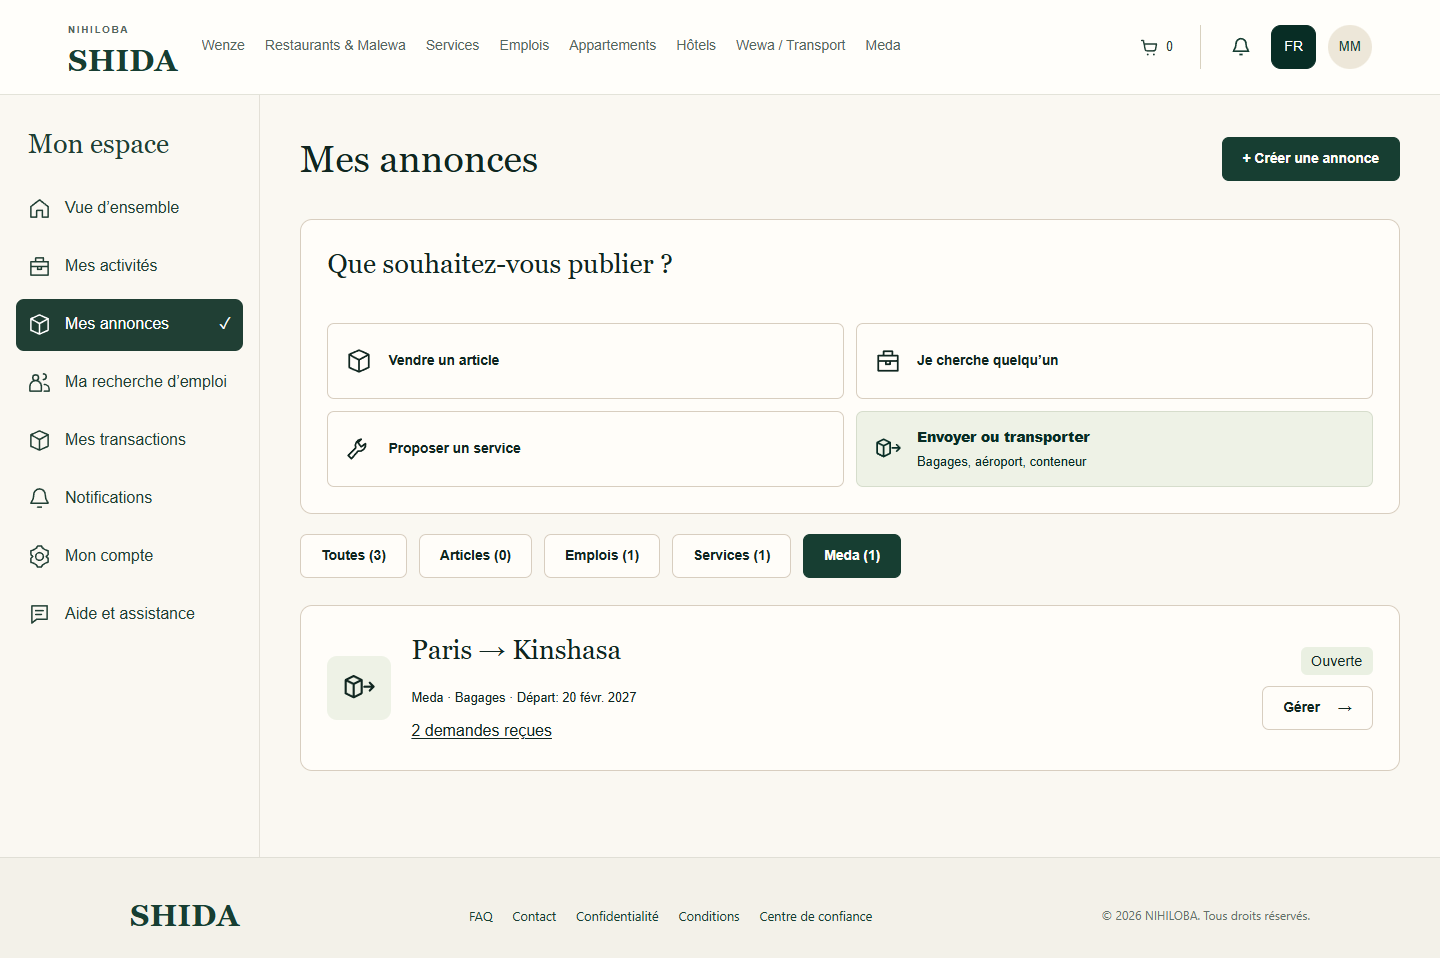 NIHILOBA
SHIDA
Wenze Restaurants & Malewa Services Emplois Appartements Hôtels Wewa / Transport Meda
0
FR
MM
Mon espace
Vue d’ensemble
Mes activités
Mes annonces
Ma recherche d’emploi
Mes transactions
Notifications
Mon compte
Aide et assistance
Mes annonces
+ Créer une annonce
Que souhaitez-vous publier ?
Vendre un article
Je cherche quelqu’un
Proposer un service
Envoyer ou transporter
Bagages, aéroport, conteneur
Toutes (3) Articles (0) Emplois (1) Services (1) Meda (1)
Paris → Kinshasa
Meda · Bagages · Départ: 20 févr. 2027
2 demandes reçues
Ouverte
Gérer →
SHIDA
FAQ Contact Confidentialité Conditions Centre de confiance
© 2026 NIHILOBA. Tous droits réservés.